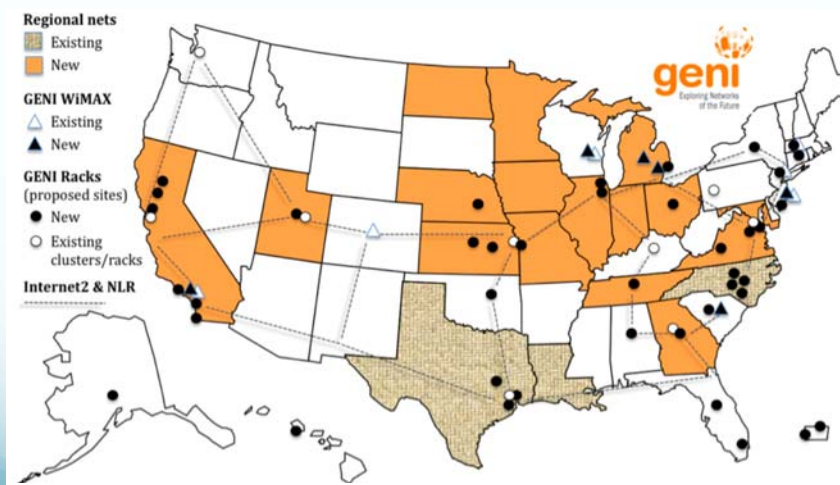 Regional nets
Existing
New
GENI WiMAX
Existing
New
GENI Racks
(proposed sites)
New
Existing
clusters/racks
Internet2 & NLR
geni
Exploring Networks
of the Future